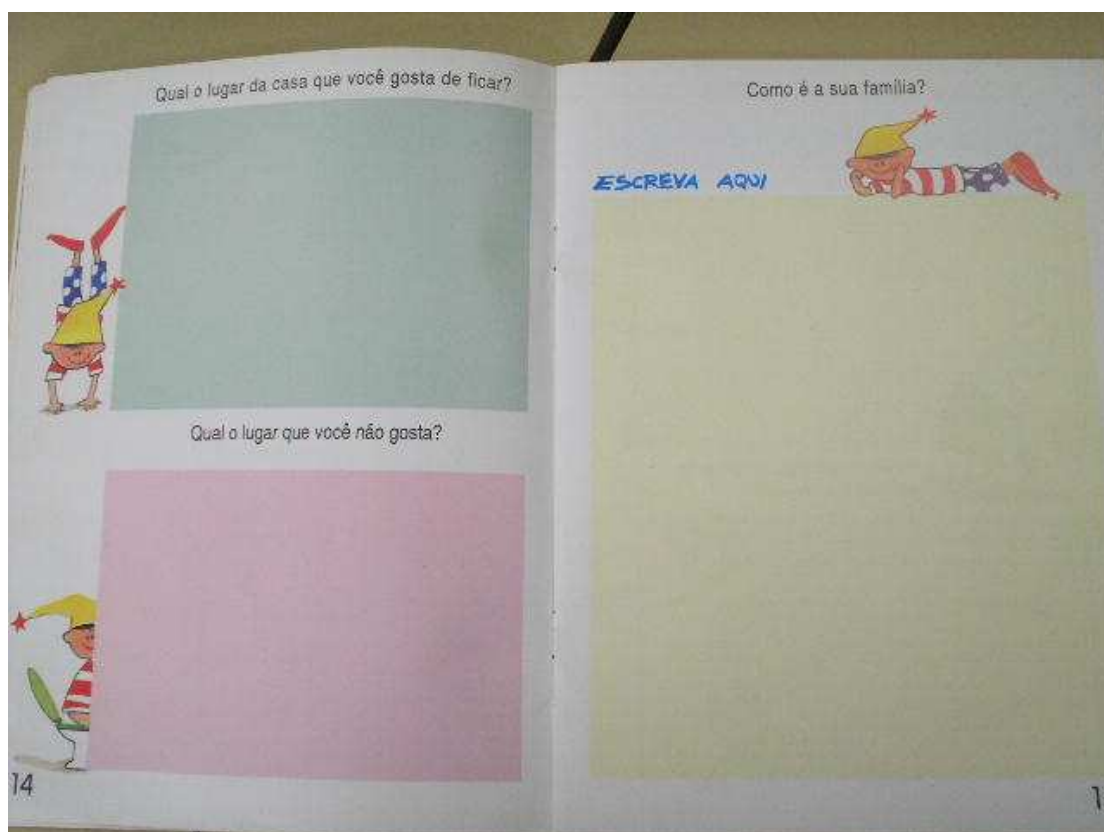 Qual o lugar da casa que você gosta de ficar?
Qual o lugar que você não gosta?
14
Como é a sua família?
ESCREVA AQUI